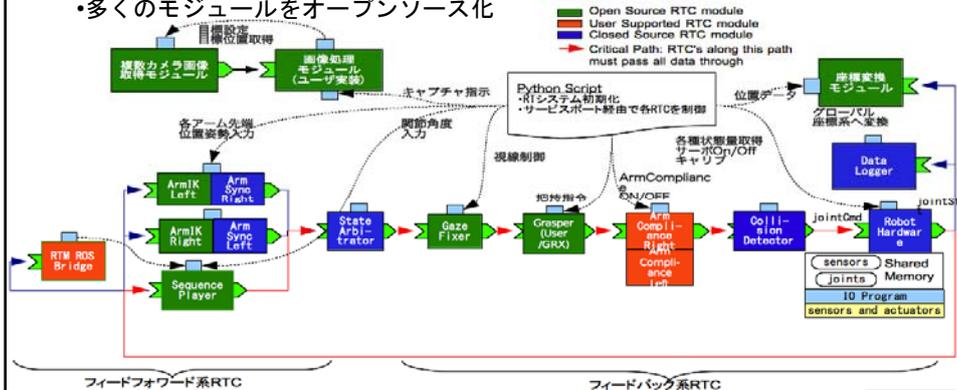 •多くのモジュールをオープンソース化
Open Source RTC module
User Supported RTC module
Closed Source RTC module
Critical Path: RTC's along this path
must pass all data through
目標設定
目標位置取得
複数カメラ画像
取得モジュール
画像処理
モジュール
(ユーザ実装)
キャプチャ指示
Python Script
・RTシステム初期化
・サービスポート経由で各RTCを制御
位置データ
座標変換
モジュール
グローバル
座標系へ変換
各アーム先端
位置姿勢入力
関節角度
入力
視線制御
各種状態量取得
サーボOn/Off
キャリブ
Data
Logger
ArmComplianc
e
ON/OFF
把持指令
ArmIK
Left
Arm
Sync
Right
ArmIK
Right
Arm
Sync
Left
RTM ROS
Bridge
Sequence
Player
State
Arbi-
trator
Gaze
Fixer
Grasper
(User
/GRX)
Arm
Compli-
ance
Right
Arm
Compli-
ance
Left
Colli-
sion
Detector
jointCmd
Robot
Hardwar
e
jointSt
sensors
joints
Shared
Memory
IO Program
sensors and actuators
フィードフォワード系RTC
フィードバック系RTC